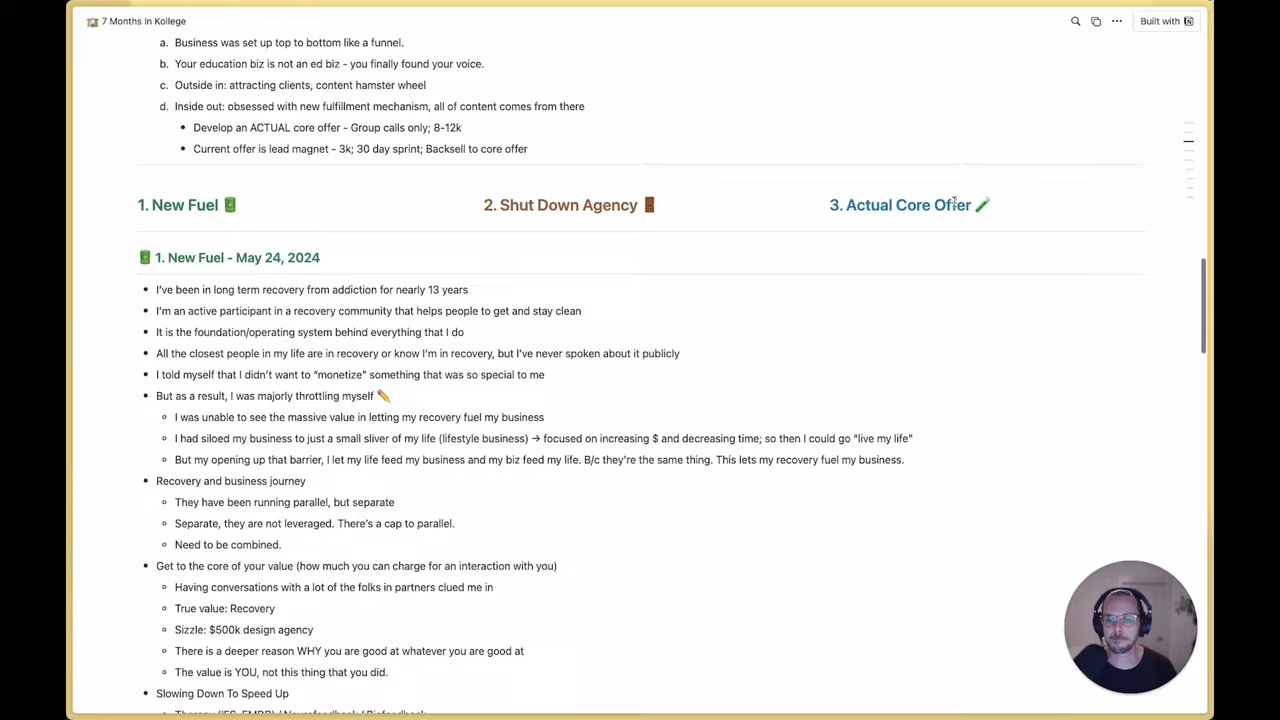 7 Months In Kollege
Built with
a. Business was set up top to bottom like a funnel.
b. Your education biz is not an ed biz - you finally found your voice.
c. Outside in: attracting clients, content hamster wheel
d. Inside out: obsessed with new fulfillment mechanism, all of content comes from there
Develop an ACTUAL core offer - Group calls only; 8-12k
Current offer is lead magnet - 3k; 30 day sprint; Backsell to core offer
1. New Fuel
2. Shut Down Agency
3. Actual Core Offer
1. New Fuel - May 24, 2024
I've been in long term recovery from addiction for nearly 13 years
I'm an active participant in a recovery community that helps people to get and stay clean
It is the foundation/operating system behind everything that I do
All the closest people in my life are in recovery or know I'm in recovery, but I've never spoken about it publicly
I told myself that I didn't want to “monetize” something that was so special to me
But as a result, I was majorly throttling myself
I was unable to see the massive value in letting my recovery fuel my business
I had siloed my business to just a small sliver of my life (lifestyle business) → focused on increasing $ and decreasing time; so then I could go “live my life”
But my opening up that barrier, I let my life feed my business and my biz feed my life. B/c they're the same thing. This lets my recovery fuel my business.
Recovery and business journey
They have been running parallel, but separate
Separate, they are not leveraged. There's a cap to parallel.
Need to be combined.
Get to the core of your value (how much you can charge for an interaction with you)
Having conversations with a lot of the folks in partners clued me in
True value: Recovery
Sizzle: $500k design agency
There is a deeper reason WHY you are good at whatever you are good at
The value is YOU, not this thing that you did.
Slowing Down To Speed Up
Therapy (IFS, EMDR) / Neurofeedback / Biofeedback